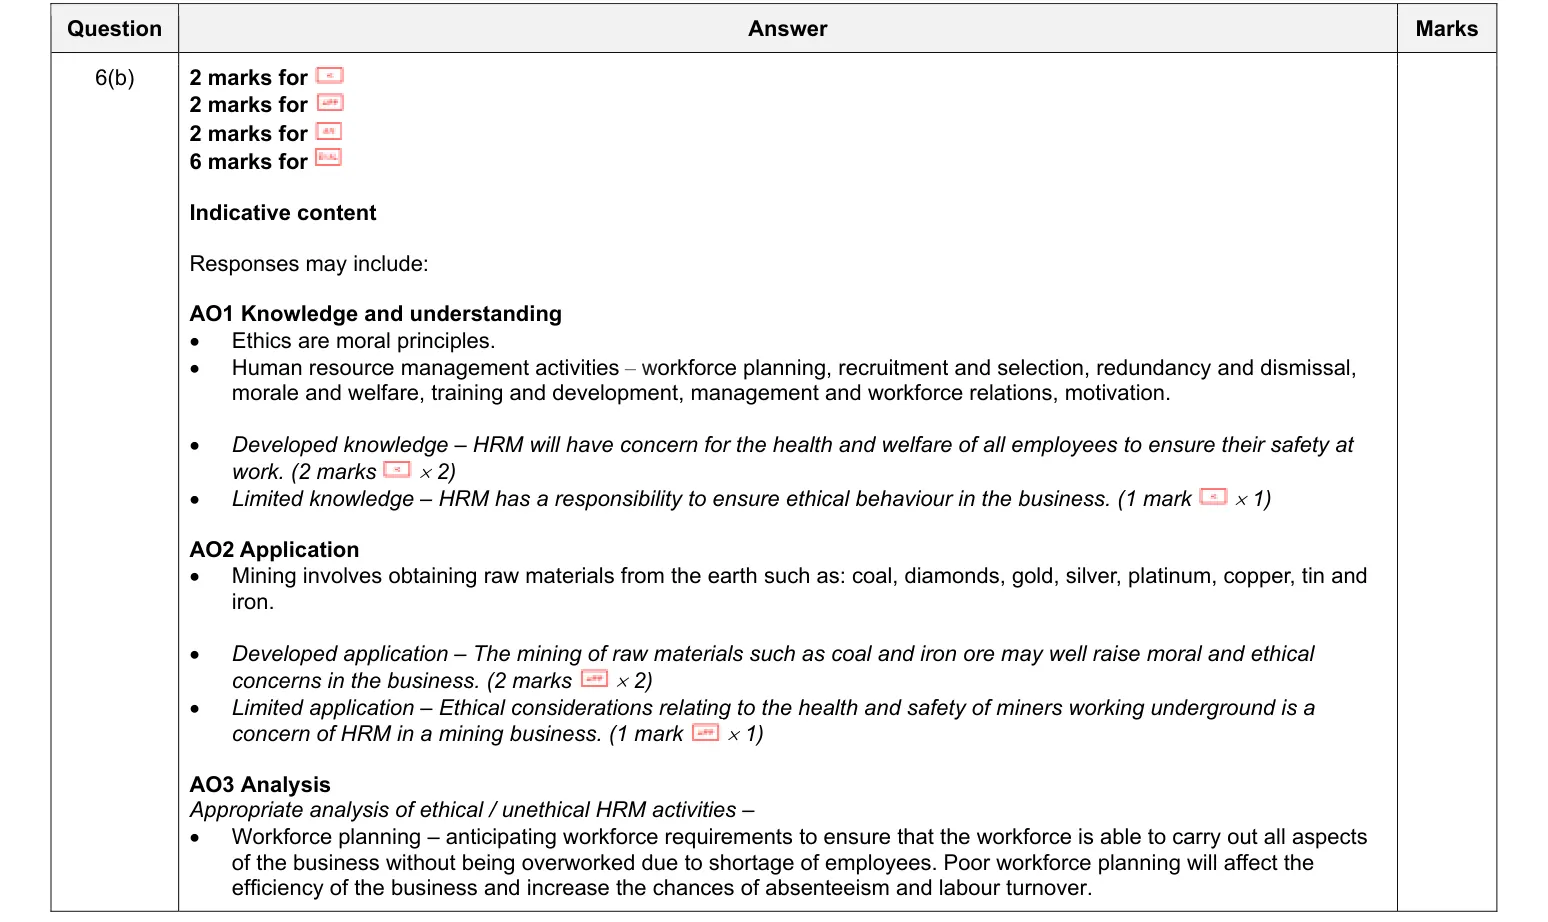 Question Answer Marks
6(b)
2 marks for
2 marks for
2 marks for
6 marks for
Indicative content
Responses may include:
AO1 Knowledge and understanding
• Ethics are moral principles.
• Human resource management activities – workforce planning, recruitment and selection, redundancy and dismissal,
morale and welfare, training and development, management and workforce relations, motivation.
• Developed knowledge – HRM will have concern for the health and welfare of all employees to ensure their safety at
work. (2 marks × 2)
• Limited knowledge – HRM has a responsibility to ensure ethical behaviour in the business. (1 mark × 1)
AO2 Application
• Mining involves obtaining raw materials from the earth such as: coal, diamonds, gold, silver, platinum, copper, tin and
iron.
• Developed application – The mining of raw materials such as coal and iron ore may well raise moral and ethical
concerns in the business. (2 marks × 2)
• Limited application – Ethical considerations relating to the health and safety of miners working underground is a
concern of HRM in a mining business. (1 mark × 1)
AO3 Analysis
Appropriate analysis of ethical / unethical HRM activities –
• Workforce planning – anticipating workforce requirements to ensure that the workforce is able to carry out all aspects
of the business without being overworked due to shortage of employees. Poor workforce planning will affect the
efficiency of the business and increase the chances of absenteeism and labour turnover.